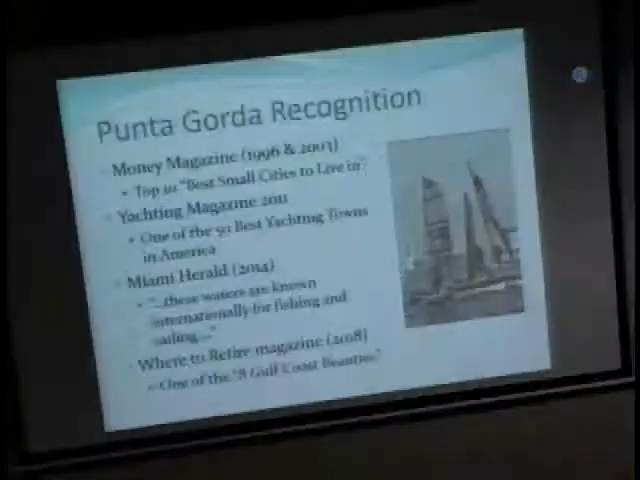 Punta Gorda Recognition
Money Magazine (1996 & 2003)
• Top 10 "Best Small Cities to Live in"
Yachting Magazine 2011
• One of the 50 Best Yachting Towns
in America
Miami Herald (2014)
• "...these waters are known
internationally for fishing and
sailing..."
Where to Retire magazine (2018)
• One of the "8 Gulf Coast Beauties"